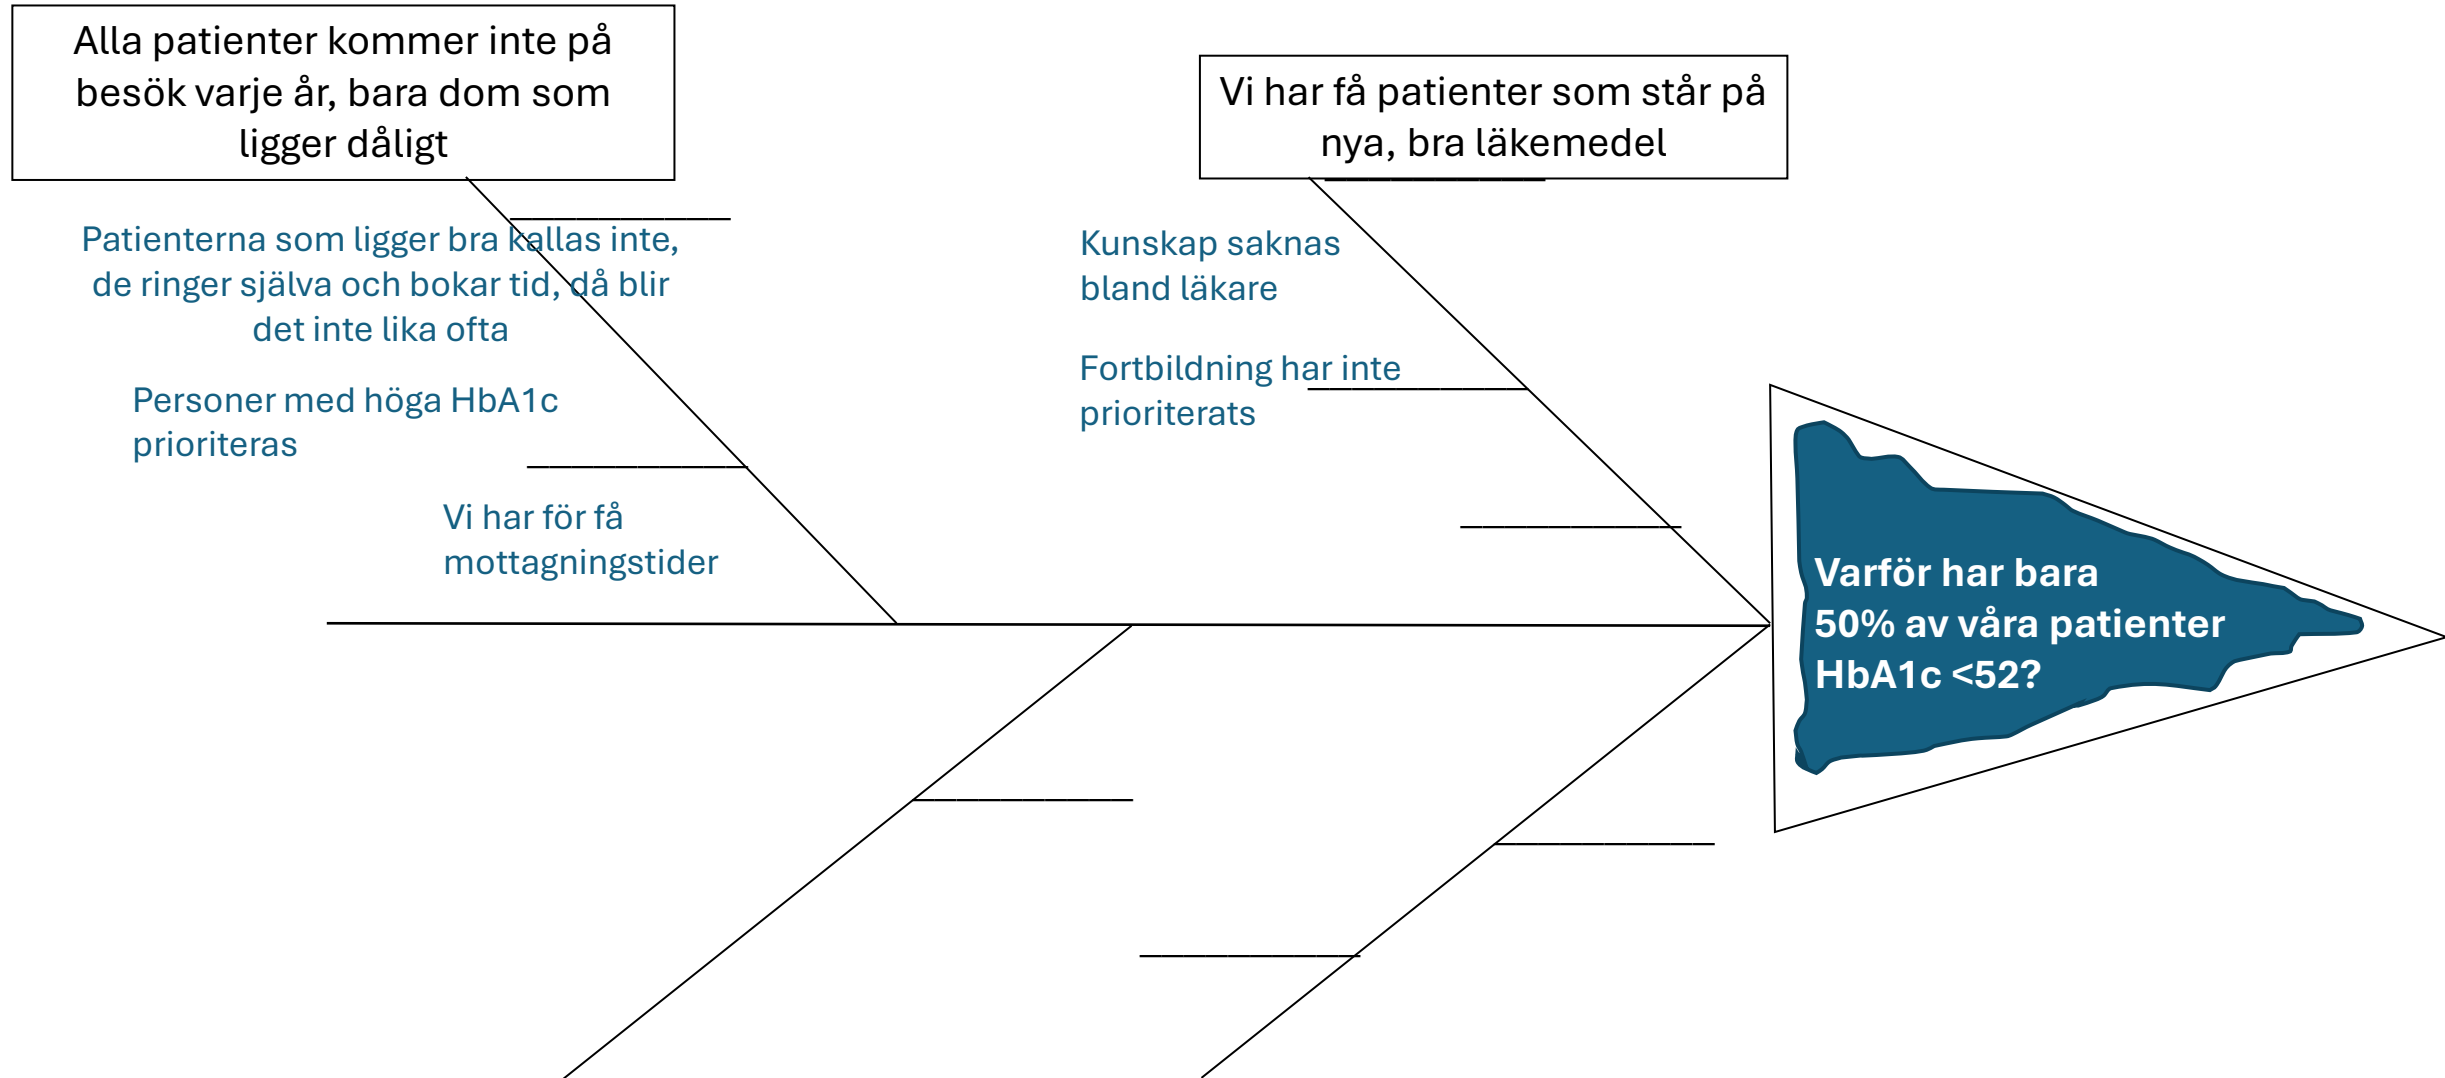 Alla patienter kommer inte på
besök varje år, bara dom som
ligger dåligt
Vi har få patienter som står på
nya, bra läkemedel
Patienterna som ligger bra kallas inte,
de ringer själva och bokar tid, då blir
det inte lika ofta
Personer med höga HbA1c
prioriteras
Vi har för få
mottagningstider
Kunskap saknas
bland läkare
Fortbildning har inte
prioriterats
Varför har bara
50% av våra patienter
HbA1c <52?